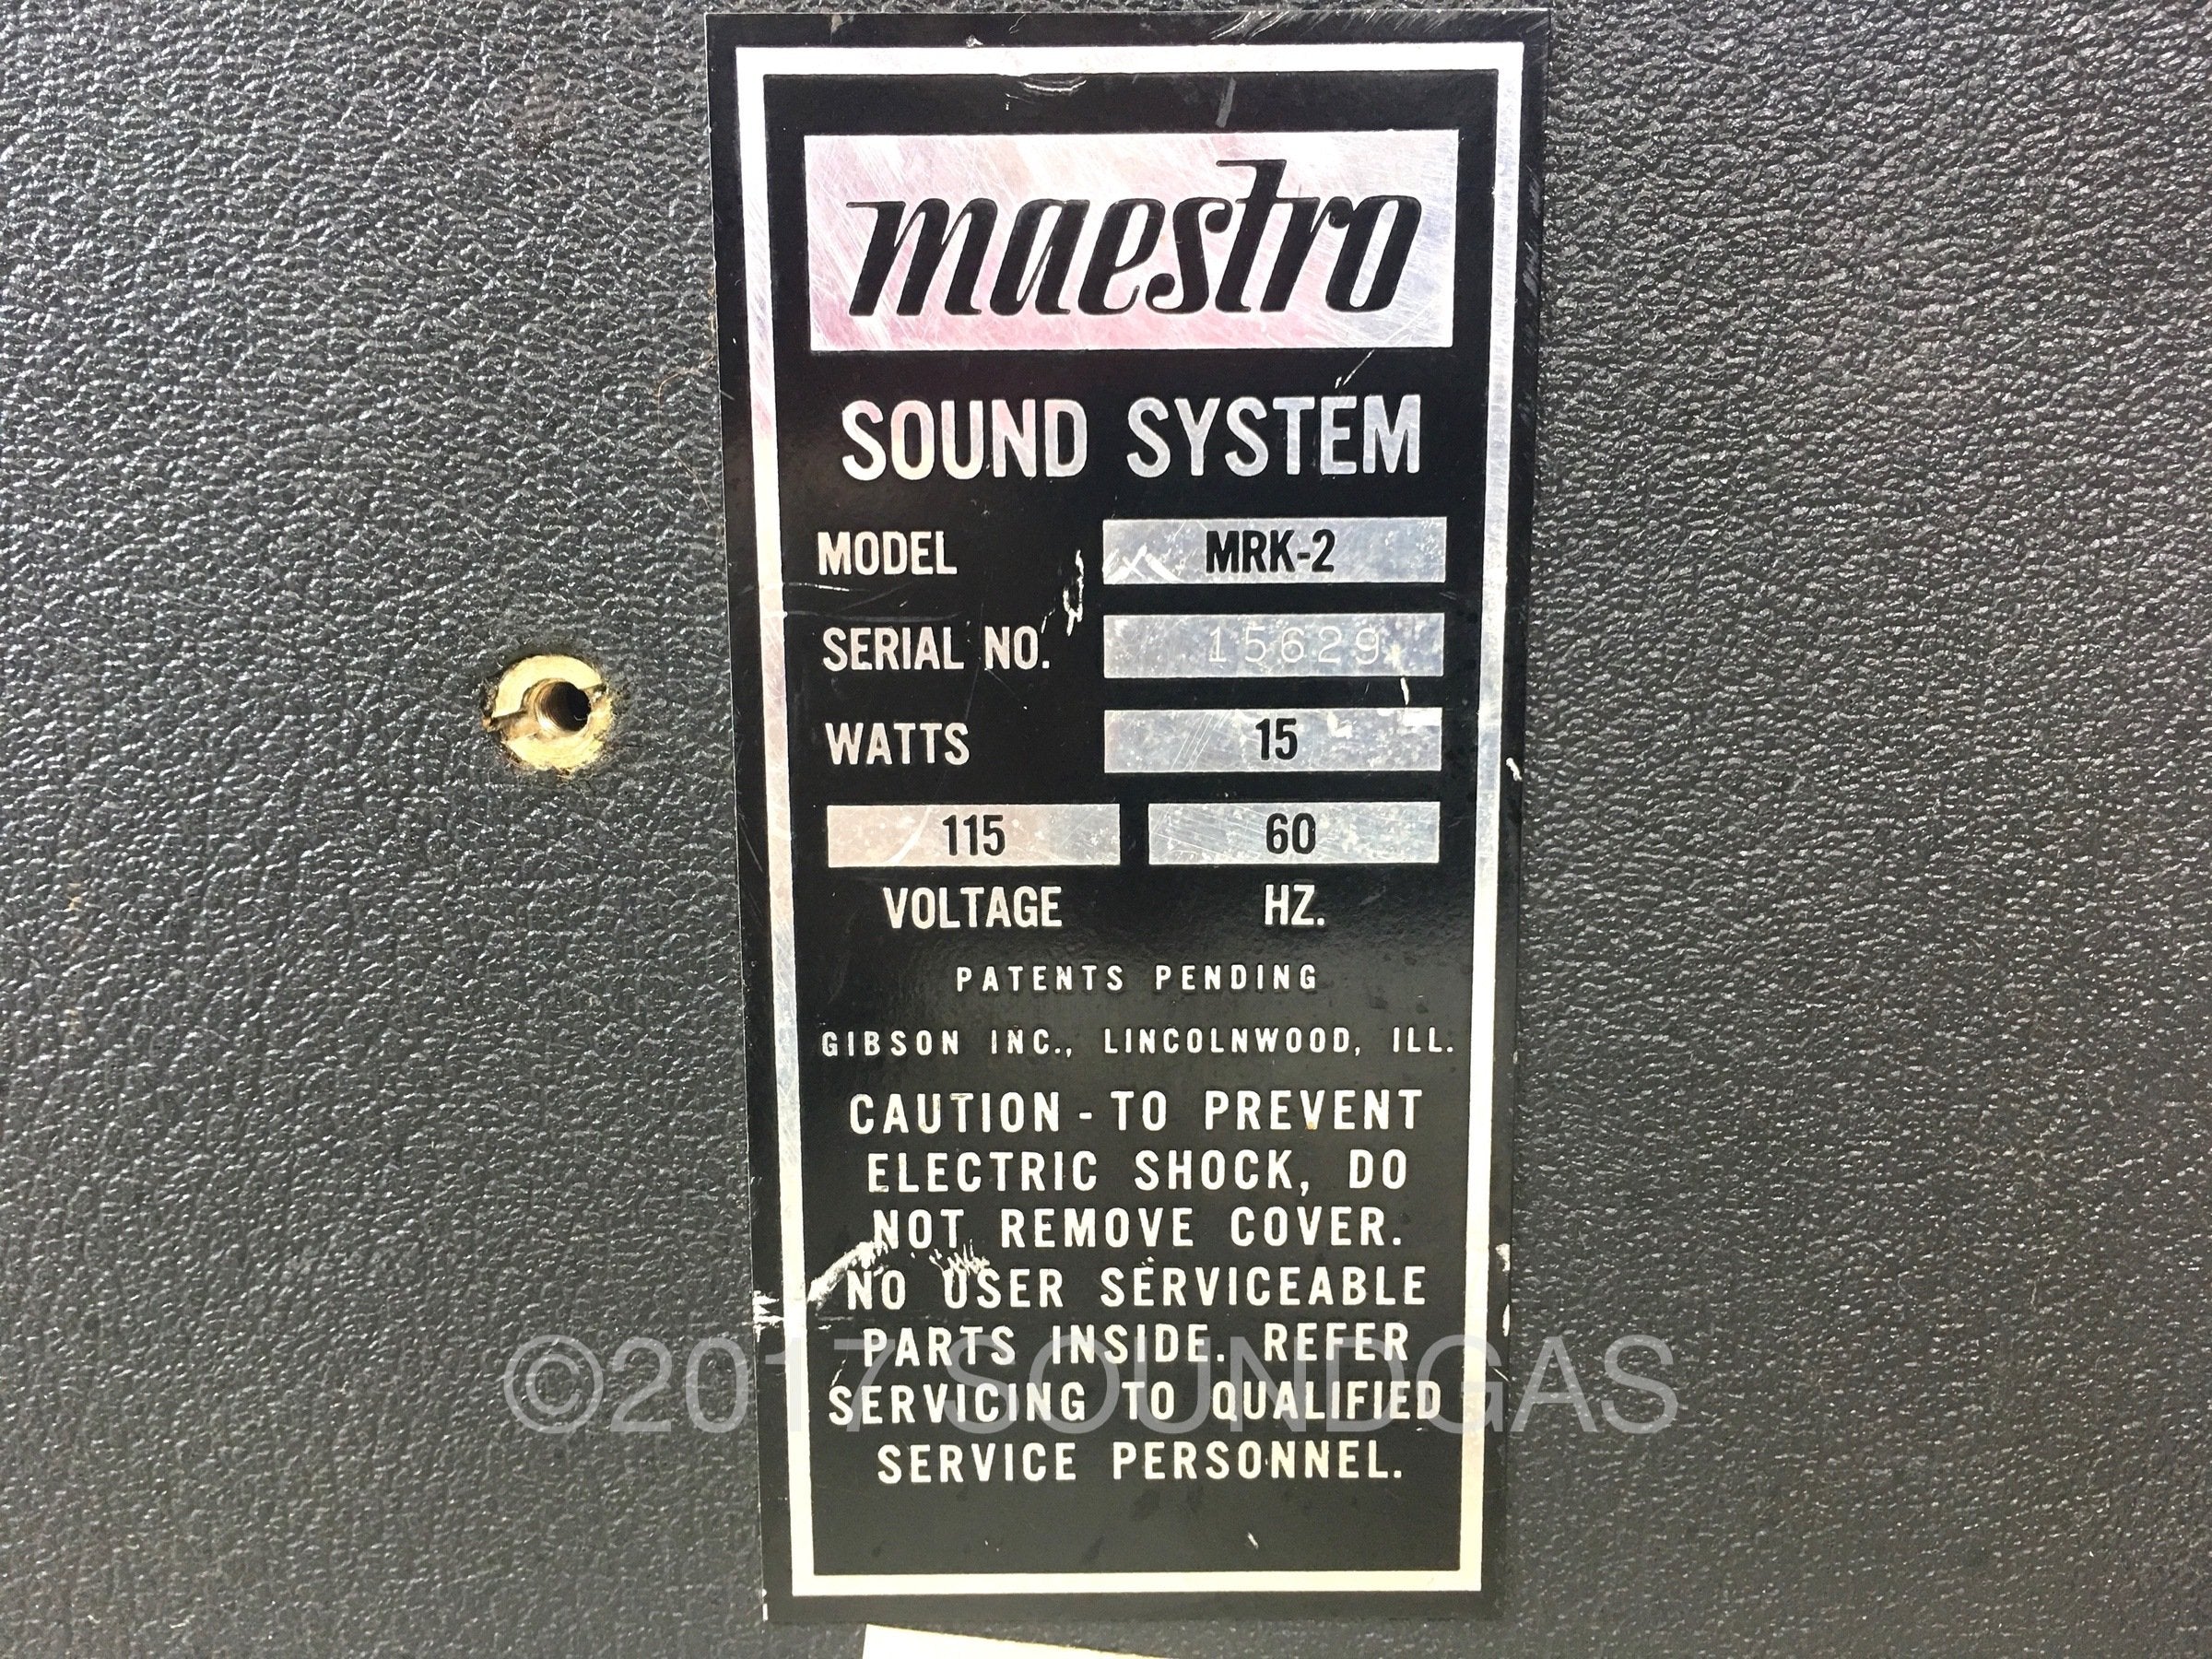 maestro
SOUND SYSTEM
MODEL MRK-2
SERIAL NO. 15629
WATTS 15
115 60
VOLTAGE HZ.
PATENTS PENDING
GIBSON INC., LINCOLNWOOD, ILL.
CAUTION - TO PREVENT
ELECTRIC SHOCK, DO
NOT REMOVE COVER.
NO USER SERVICEABLE
PARTS INSIDE. REFER
SERVICING TO QUALIFIED
SERVICE PERSONNEL.
©2017 SOUNDGAS